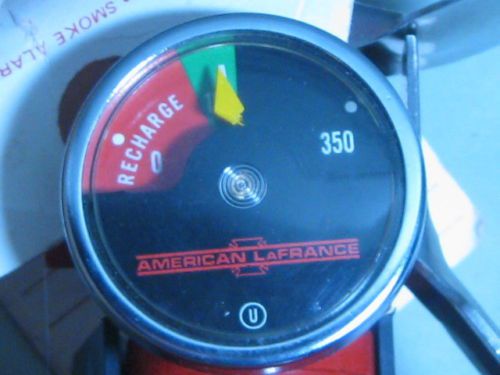 SMOKE ALAR
RECHARGE
0
350
AMERICAN LAFRANCE
U